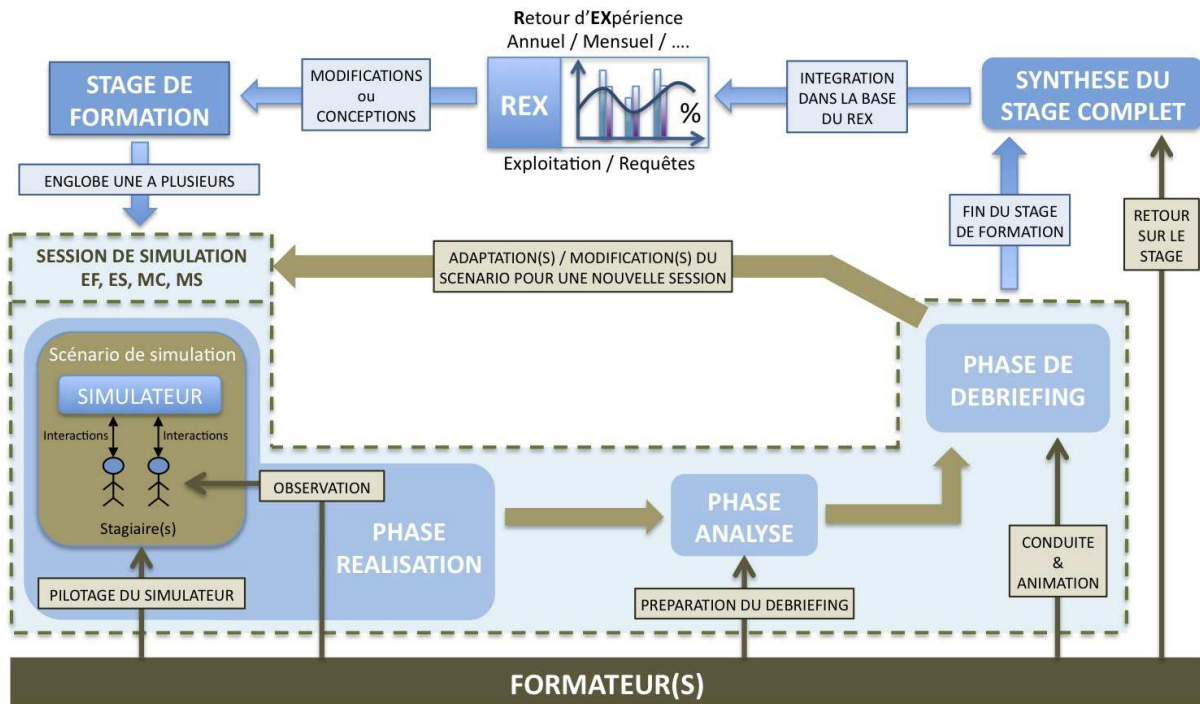 Retour d'EXpérience
Annuel / Mensuel / ....
STAGE DE
FORMATION
MODIFICATIONS
ou
CONCEPTIONS
REX
%
INTEGRATION
DANS LA BASE
DU REX
SYNTHESE DU
STAGE COMPLET
Exploitation / Requêtes
ENGLOBE UNE A PLUSIEURS
FIN DU STAGE
DE FORMATION
RETOUR
SUR LE
STAGE
SESSION DE SIMULATION
EF, ES, MC, MS
ADAPTATION(S) / MODIFICATION(S) DU
SCENARIO POUR UNE NOUVELLE SESSION
Scénario de simulation
SIMULATEUR
Interactions
Interactions
Stagiaire(s)
OBSERVATION
PHASE
REALISATION
PHASE
ANALYSE
PHASE DE
DEBRIEFING
PILOTAGE DU SIMULATEUR
PREPARATION DU DEBRIEFING
CONDUITE
&
ANIMATION
FORMATEUR(S)